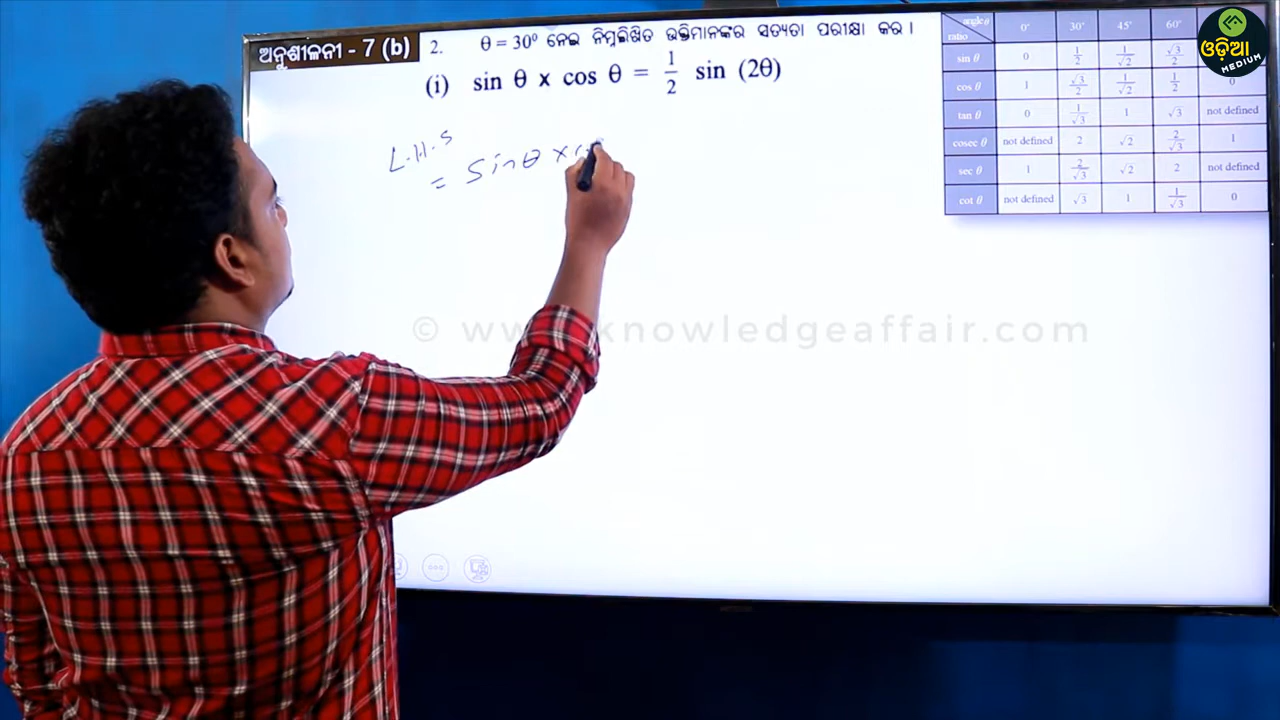 ଅନୁଶୀଳନୀ - 7 (b)
2. θ = 30⁰ ନେଇ ନିମ୍ନଲିଖିତ ଉକ୍ତିମାନଙ୍କର ସତ୍ୟତା ପରୀକ୍ଷା କର ।
(i) sin θ x cos θ = 1/2 sin (2θ)
L.H.S
= sinθ ×
angle θ ratio 0° 30° 45° 60°
sin θ 0 1/2 1/√2 √3/2
cos θ 1 √3/2 1/√2 1/2 0
tan θ 0 1/√3 1 √3 not defined
cosec θ not defined 2 √2 2/√3 1
sec θ 1 2/√3 √2 2 not defined
cot θ not defined √3 1 1/√3 0
ଓଡ଼ିଆ
MEDIUM
knowledgeaffair.com